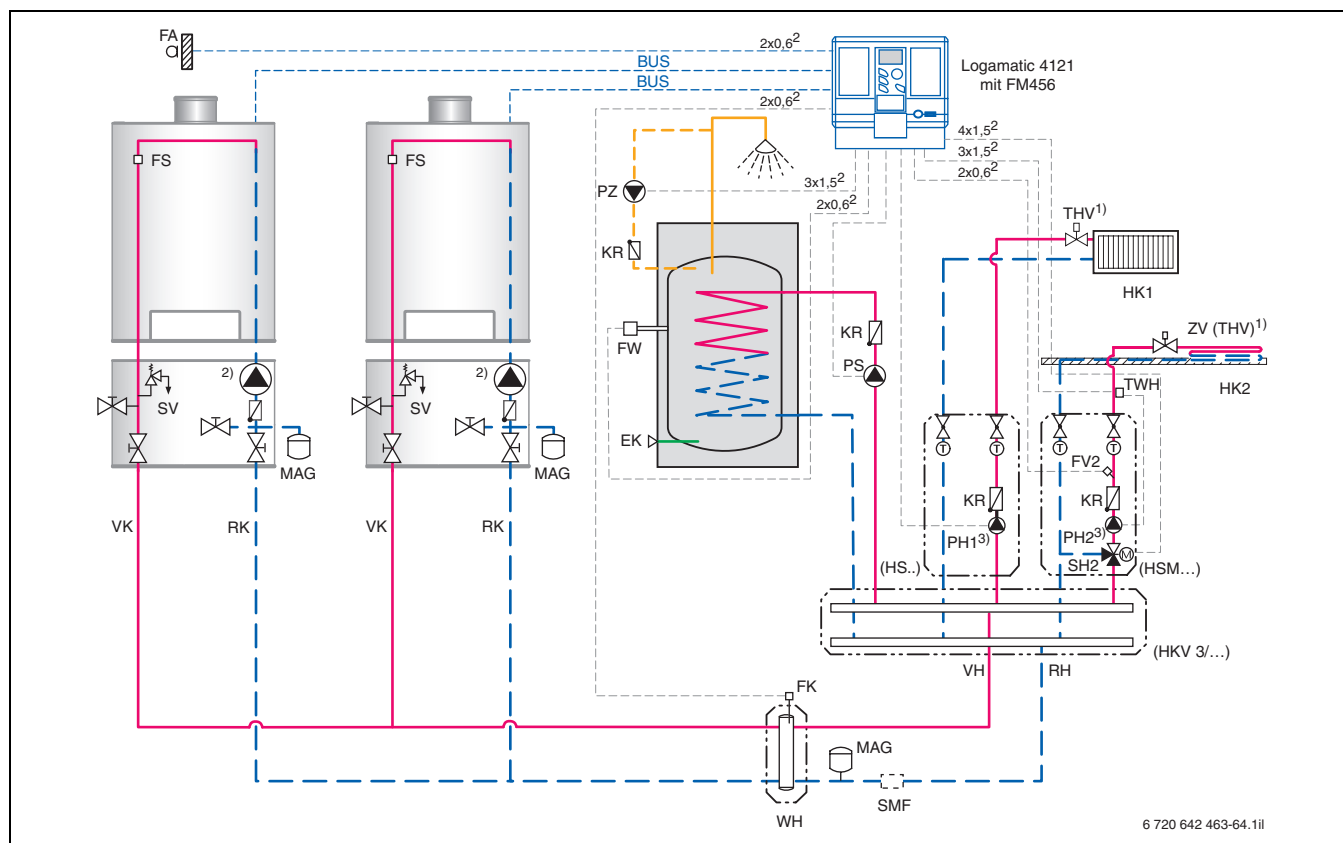 FA
2x0,6²
BUS
BUS
2x0,6²
Logamatic 4121
mit FM456
4x1,5²
3x1,5²
2x0,6²
FS
FS
PZ
3x1,5²
2x0,6²
KR
THV¹⁾
HK1
FW
KR
PS
ZV (THV)¹⁾
HK2
TWH
2)
SV
2)
SV
MAG
MAG
EK
T
T
T
T
FV2
KR
KR
VK
RK
VK
RK
PH1³⁾
PH2³⁾
M
SH2
(HS..)
(HSM…)
(HKV 3/…)
VH
RH
FK
MAG
SMF
WH
6 720 642 463-64.1il